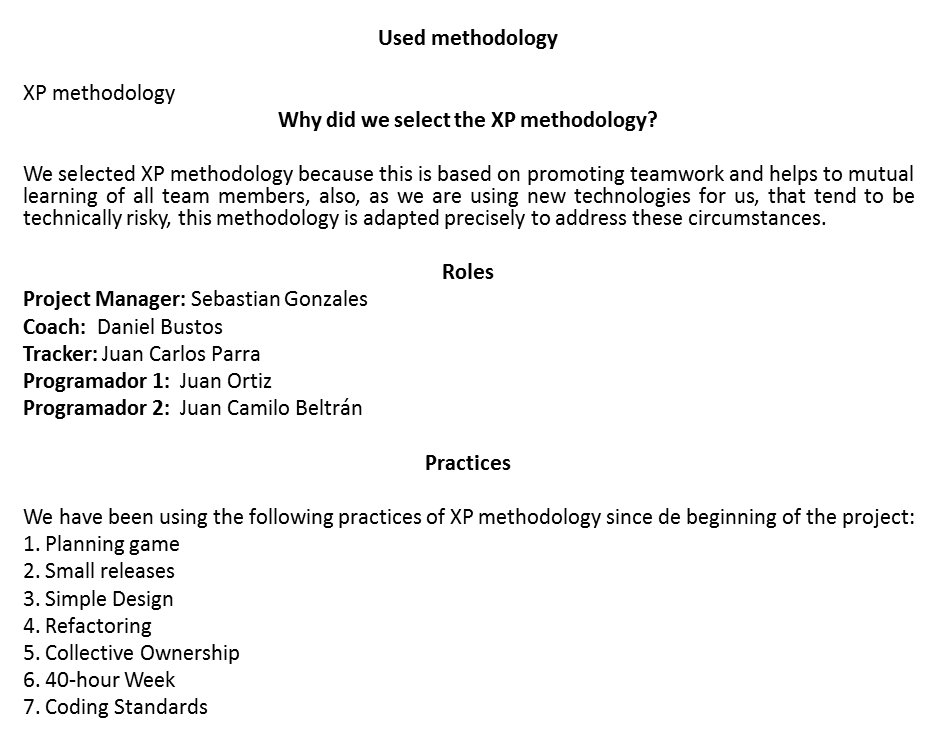 Used methodology
XP methodology
Why did we select the XP methodology?
We selected XP methodology because this is based on promoting teamwork and helps to mutual
learning of all team members, also, as we are using new technologies for us, that tend to be
technically risky, this methodology is adapted precisely to address these circumstances.
Roles
Project Manager: Sebastian Gonzales
Coach:  Daniel Bustos
Tracker: Juan Carlos Parra
Programador 1:  Juan Ortiz
Programador 2:  Juan Camilo Beltrán
Practices
We have been using the following practices of XP methodology since de beginning of the project:
1. Planning game
2. Small releases
3. Simple Design
4. Refactoring
5. Collective Ownership
6. 40-hour Week
7. Coding Standards